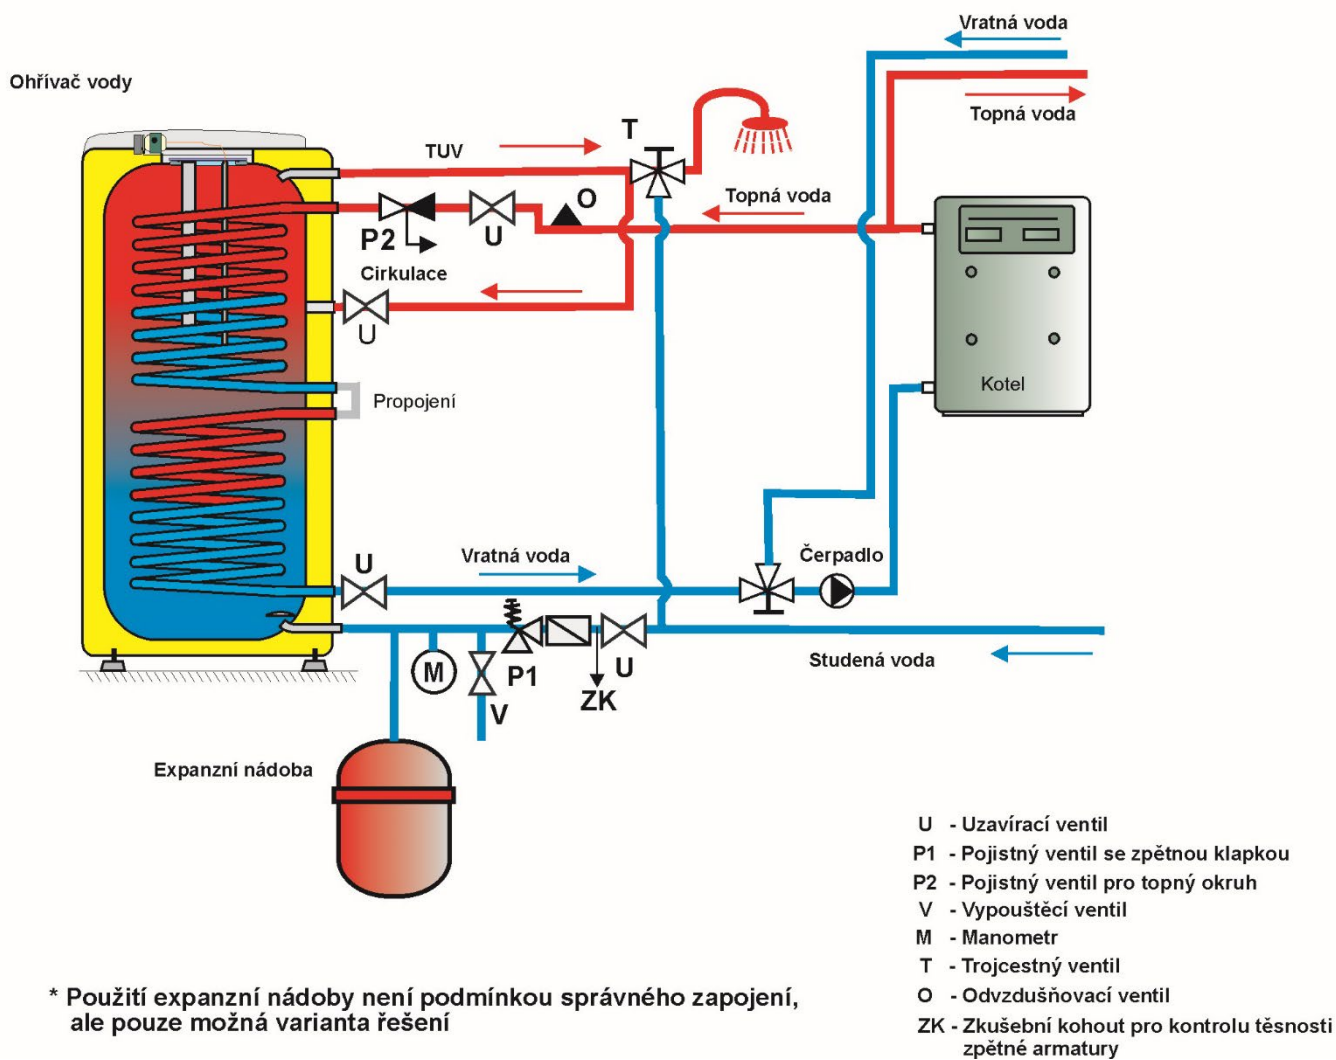 Vratná voda
Ohřívač vody
Topná voda
T
TUV
Topná voda
O
P2
U
Cirkulace
U
Kotel
Propojení
U
Vratná voda
Čerpadlo
M
P1
U
Studená voda
ZK
V
Expanzní nádoba
U - Uzavírací ventil
P1 - Pojistný ventil se zpětnou klapkou
P2 - Pojistný ventil pro topný okruh
V - Vypouštěcí ventil
M - Manometr
T - Trojcestný ventil
O - Odvzdušňovací ventil
ZK - Zkušební kohout pro kontrolu těsnosti
zpětné armatury
* Použití expanzní nádoby není podmínkou správného zapojení,
ale pouze možná varianta řešení